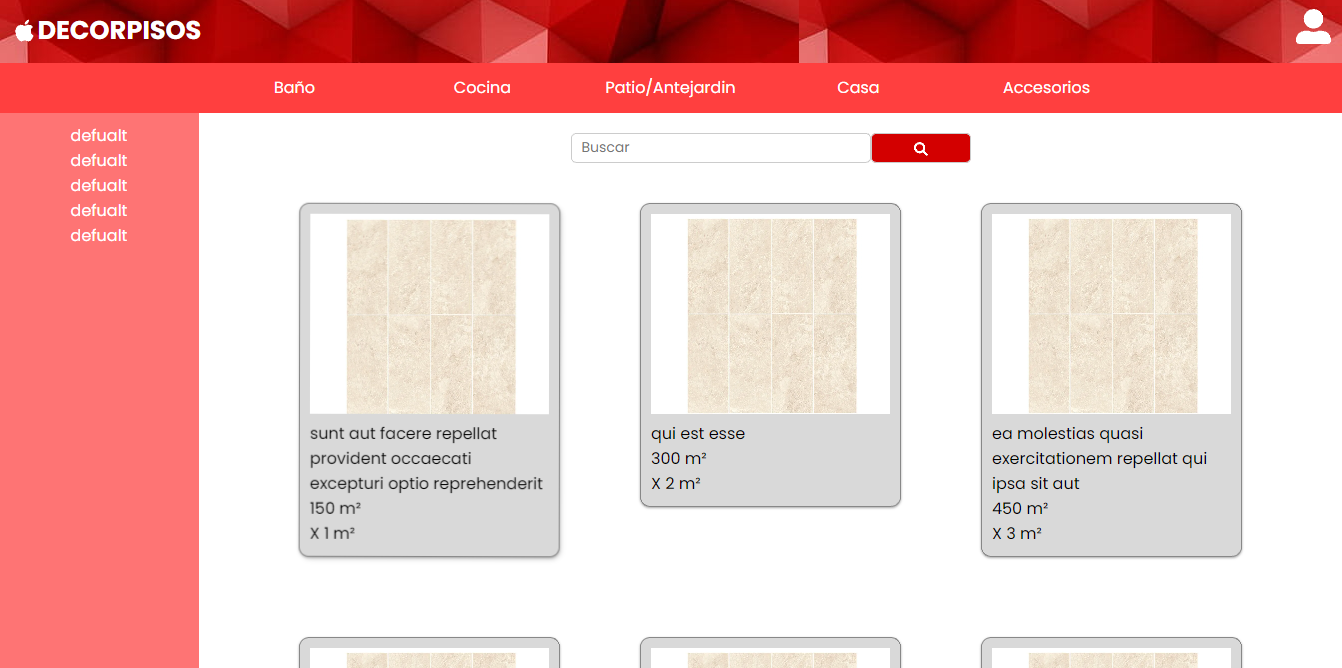 DECORPISOS
Baño Cocina Patio/Antejardin Casa Accesorios
defualt
defualt
defualt
defualt
defualt
Buscar
sunt aut facere repellat
provident occaecati
excepturi optio reprehenderit
150 m²
X 1 m²
qui est esse
300 m²
X 2 m²
ea molestias quasi
exercitationem repellat qui
ipsa sit aut
450 m²
X 3 m²